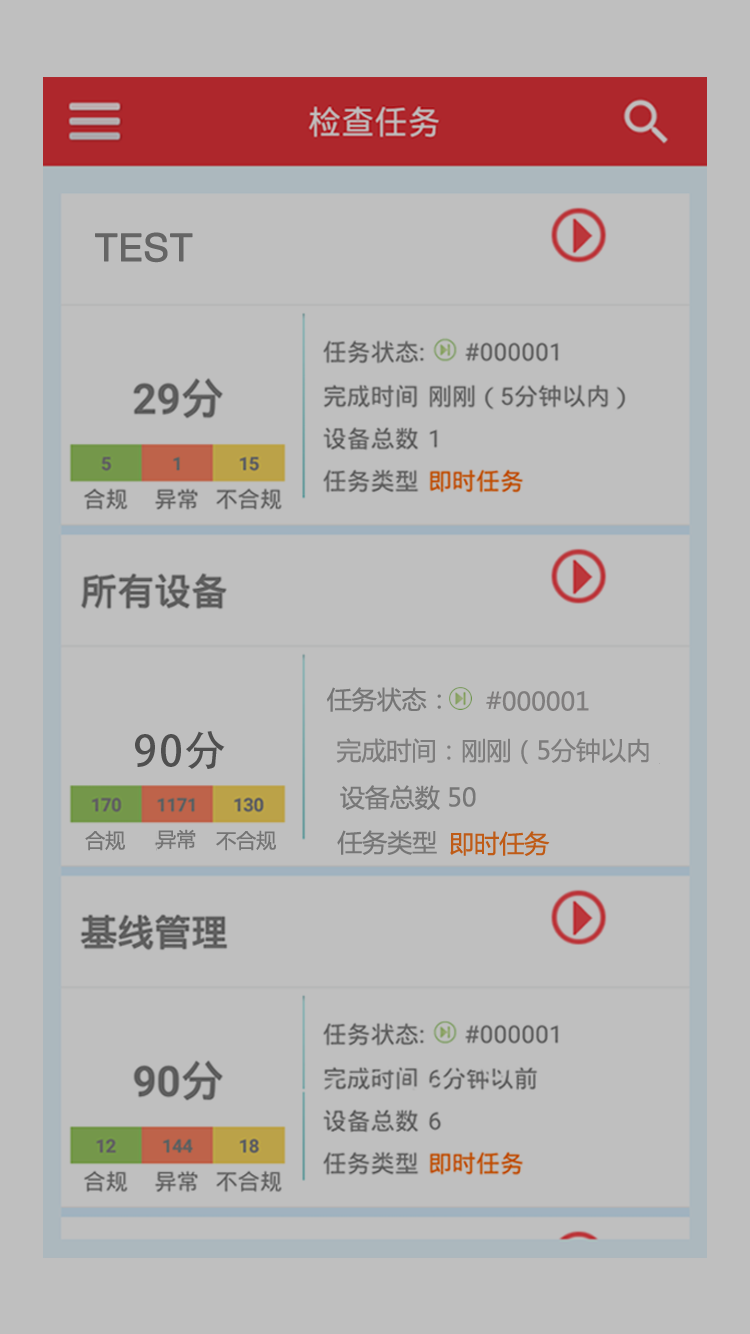 检查任务
TEST
29分
5 1 15
合规 异常 不合规
任务状态: #000001
完成时间 刚刚（5分钟以内）
设备总数 1
任务类型 即时任务
所有设备
90分
170 1171 130
合规 异常 不合规
任务状态：#000001
完成时间：刚刚（5分钟以内
设备总数 50
任务类型 即时任务
基线管理
90分
12 144 18
合规 异常 不合规
任务状态: #000001
完成时间 6分钟以前
设备总数 6
任务类型 即时任务